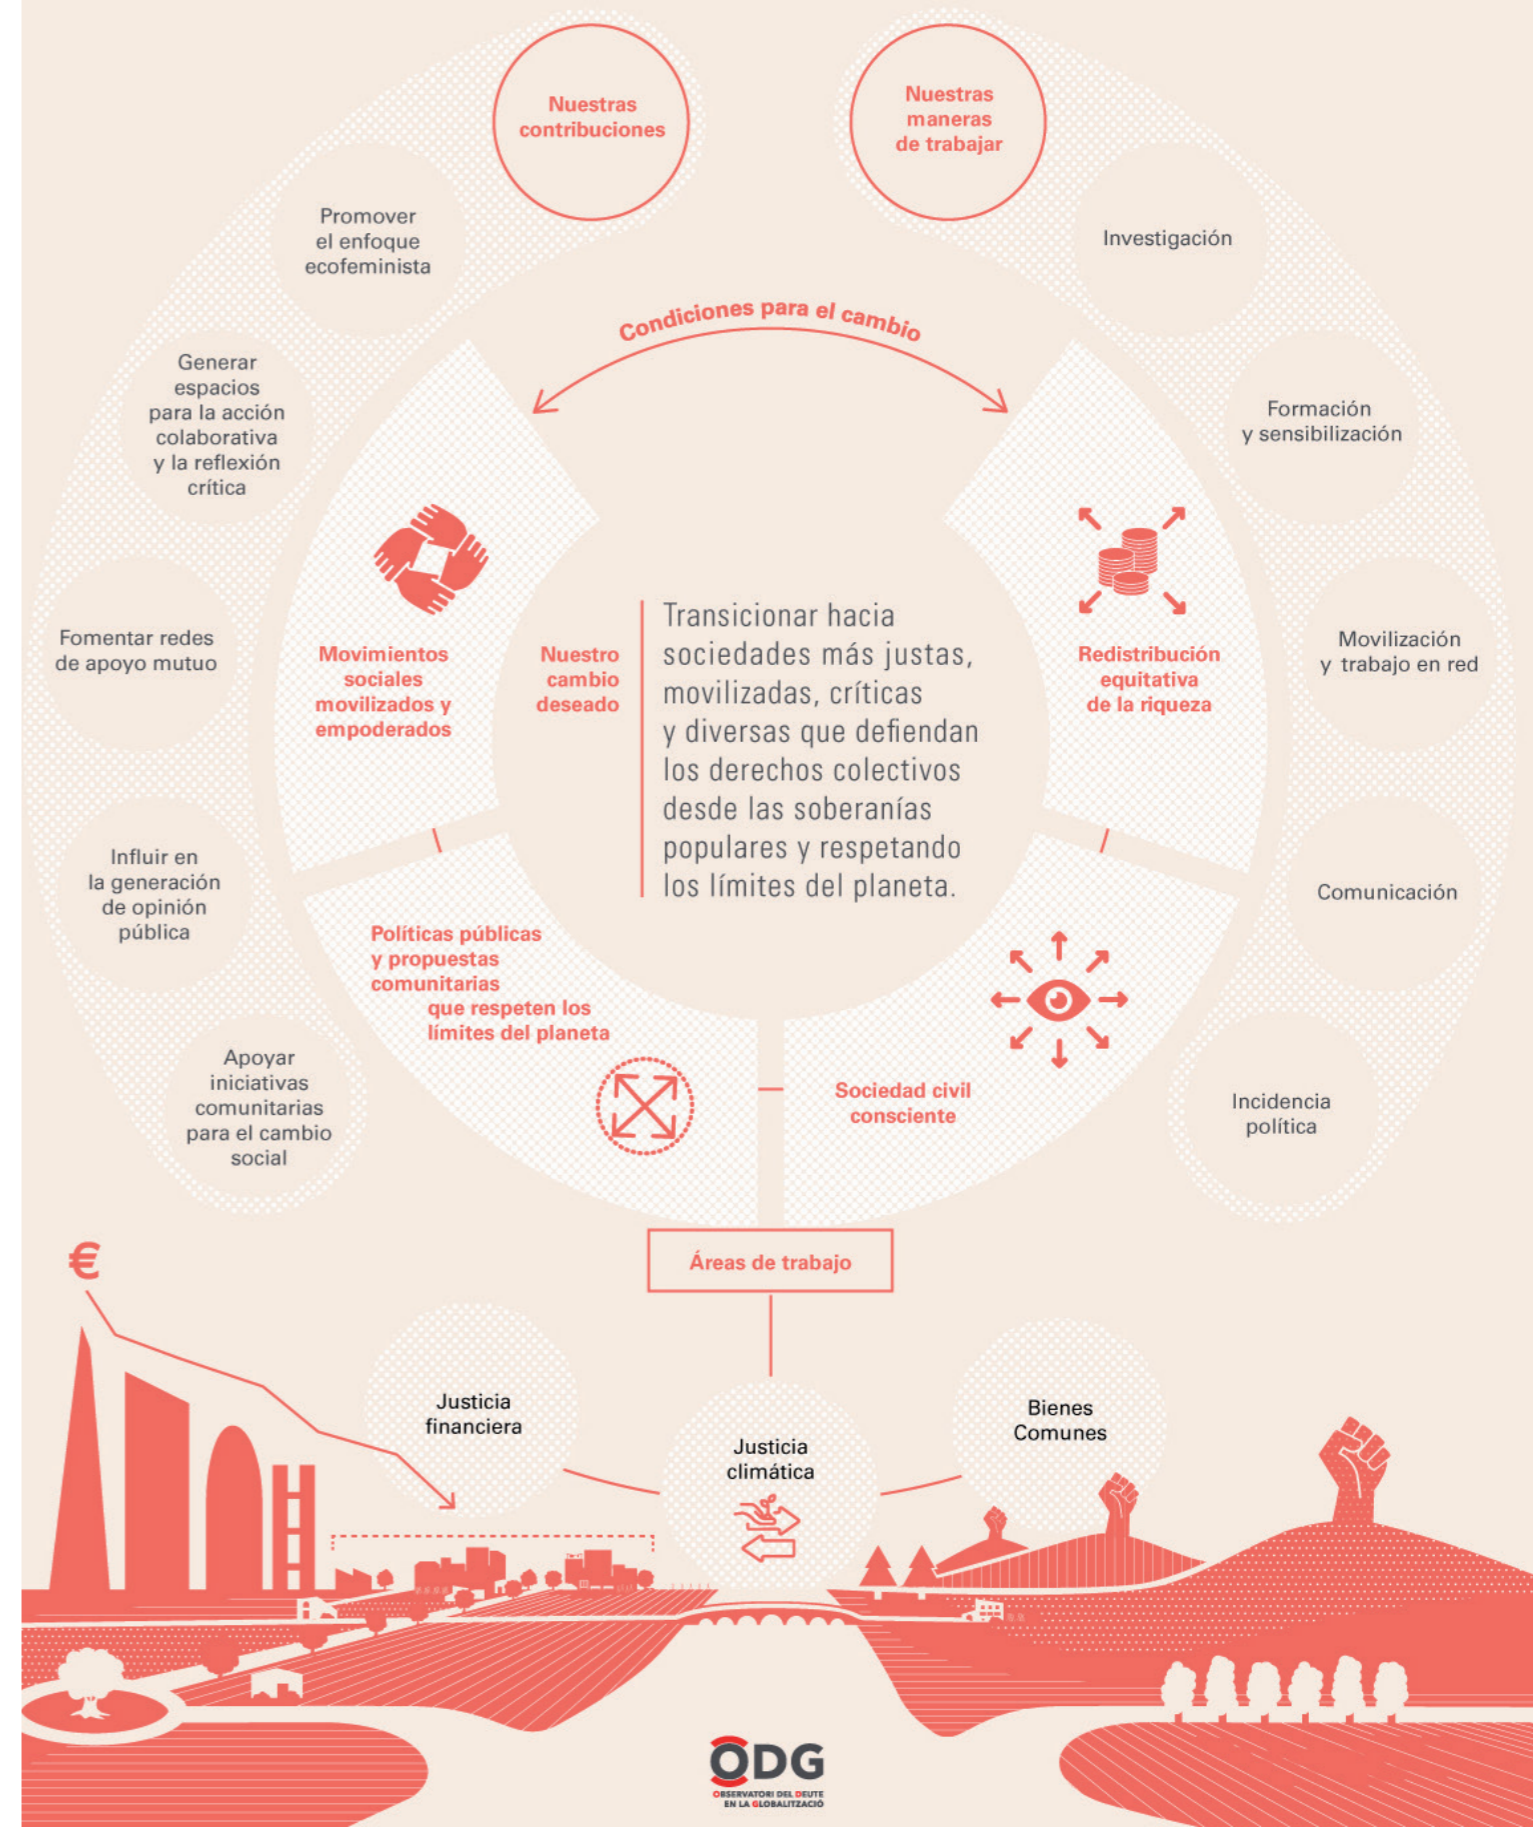 Nuestras
contribuciones
Promover
el enfoque
ecofeminista
Generar
espacios
para la acción
colaborativa
y la reflexión
crítica
Fomentar redes
de apoyo mutuo
Influir en
la generación
de opinión
pública
Apoyar
iniciativas
comunitarias
para el cambio
social
Nuestras
maneras
de trabajar
Investigación
Formación
y sensibilización
Movilización
y trabajo en red
Comunicación
Incidencia
política
Condiciones para el cambio
Movimientos
sociales
movilizados y
empoderados
Políticas públicas
y propuestas
comunitarias
que respeten los
límites del planeta
Sociedad civil
consciente
Redistribución
equitativa
de la riqueza
Nuestro
cambio
deseado
Transicionar hacia
sociedades más justas,
movilizadas, críticas
y diversas que defiendan
los derechos colectivos
desde las soberanías
populares y respetando
los límites del planeta.
Áreas de trabajo
€
Justicia
financiera
Justicia
climática
Bienes
Comunes
ODG
OBSERVATORI DEL DEUTE
EN LA GLOBALITZACIÓ